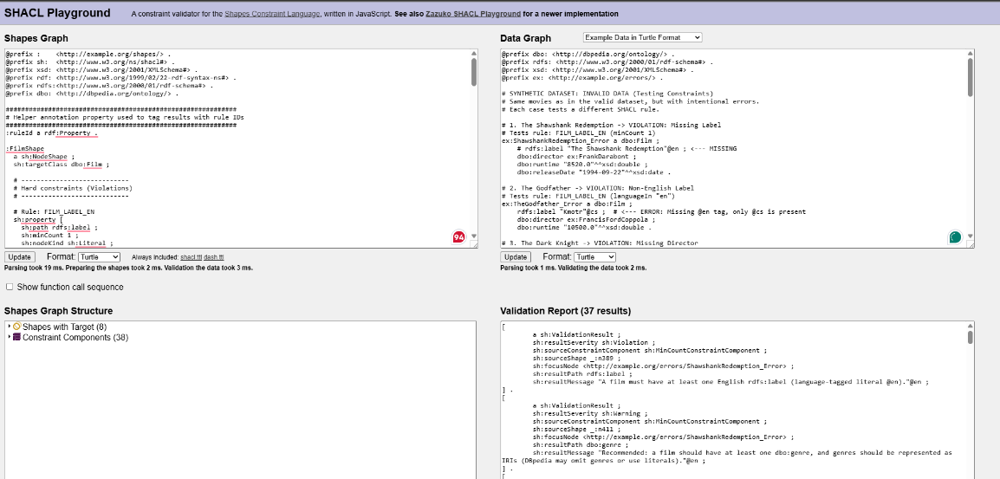 SHACL Playground
A constraint validator for the Shapes Constraint Language, written in JavaScript. See also Zazuko SHACL Playground for a newer implementation
Shapes Graph
@prefix : <http://example.org/shapes/> .
@prefix sh: <http://www.w3.org/ns/shacl#> .
@prefix xsd: <http://www.w3.org/2001/XMLSchema#> .
@prefix rdf: <http://www.w3.org/1999/02/22-rdf-syntax-ns#> .
@prefix rdfs:<http://www.w3.org/2000/01/rdf-schema#> .
@prefix dbo: <http://dbpedia.org/ontology/> .
############################################################
# Helper annotation property used to tag results with rule IDs
############################################################
:ruleId a rdf:Property .
:FilmShape
a sh:NodeShape ;
sh:targetClass dbo:Film ;
# ----------------------------
# Hard constraints (Violations)
# ----------------------------
# Rule: FILM_LABEL_EN
sh:property [
sh:path rdfs:label ;
sh:minCount 1 ;
sh:nodeKind sh:Literal ;
94
Update
Format: Turtle
Always included: shacl.ttl dash.ttl
Parsing took 19 ms. Preparing the shapes took 2 ms. Validation the data took 3 ms.
Show function call sequence
Shapes Graph Structure
Shapes with Target (8)
Constraint Components (38)
Data Graph
Example Data in Turtle Format
@prefix dbo: <http://dbpedia.org/ontology/> .
@prefix rdfs: <http://www.w3.org/2000/01/rdf-schema#> .
@prefix xsd: <http://www.w3.org/2001/XMLSchema#> .
@prefix ex: <http://example.org/errors/> .
# SYNTHETIC DATASET: INVALID DATA (Testing Constraints)
# Same movies as in the valid dataset, but with intentional errors.
# Each case tests a different SHACL rule.
# 1. The Shawshank Redemption -> VIOLATION: Missing Label
# Tests rule: FILM_LABEL_EN (minCount 1)
ex:ShawshankRedemption_Error a dbo:Film ;
# rdfs:label "The Shawshank Redemption"@en ; <--- MISSING
dbo:director ex:FrankDarabont ;
dbo:runtime "8520.0"^^xsd:double ;
dbo:releaseDate "1994-09-22"^^xsd:date .
# 2. The Godfather -> VIOLATION: Non-English Label
# Tests rule: FILM_LABEL_EN (languageIn "en")
ex:TheGodfather_Error a dbo:Film ;
rdfs:label "Kmotr"@cs ; # <--- ERROR: Missing @en tag, only @cs is present
dbo:director ex:FrancisFordCoppola ;
dbo:runtime "10500.0"^^xsd:double .
# 3. The Dark Knight -> VIOLATION: Missing Director
Update
Format: Turtle
Parsing took 1 ms. Validating the data took 2 ms.
Validation Report (37 results)
[
a sh:ValidationResult ;
sh:resultSeverity sh:Violation ;
sh:sourceConstraintComponent sh:MinCountConstraintComponent ;
sh:sourceShape _:n389 ;
sh:focusNode <http://example.org/errors/ShawshankRedemption_Error> ;
sh:resultPath rdfs:label ;
sh:resultMessage "A film must have at least one English rdfs:label (language-tagged literal @en)."@en ;
] .
[
a sh:ValidationResult ;
sh:resultSeverity sh:Warning ;
sh:sourceConstraintComponent sh:MinCountConstraintComponent ;
sh:sourceShape _:n411 ;
sh:focusNode <http://example.org/errors/ShawshankRedemption_Error> ;
sh:resultPath dbo:genre ;
sh:resultMessage "Recommended: a film should have at least one dbo:genre, and genres should be represented as
IRIs (DBpedia may omit genres or use literals)."@en ;
] .
[